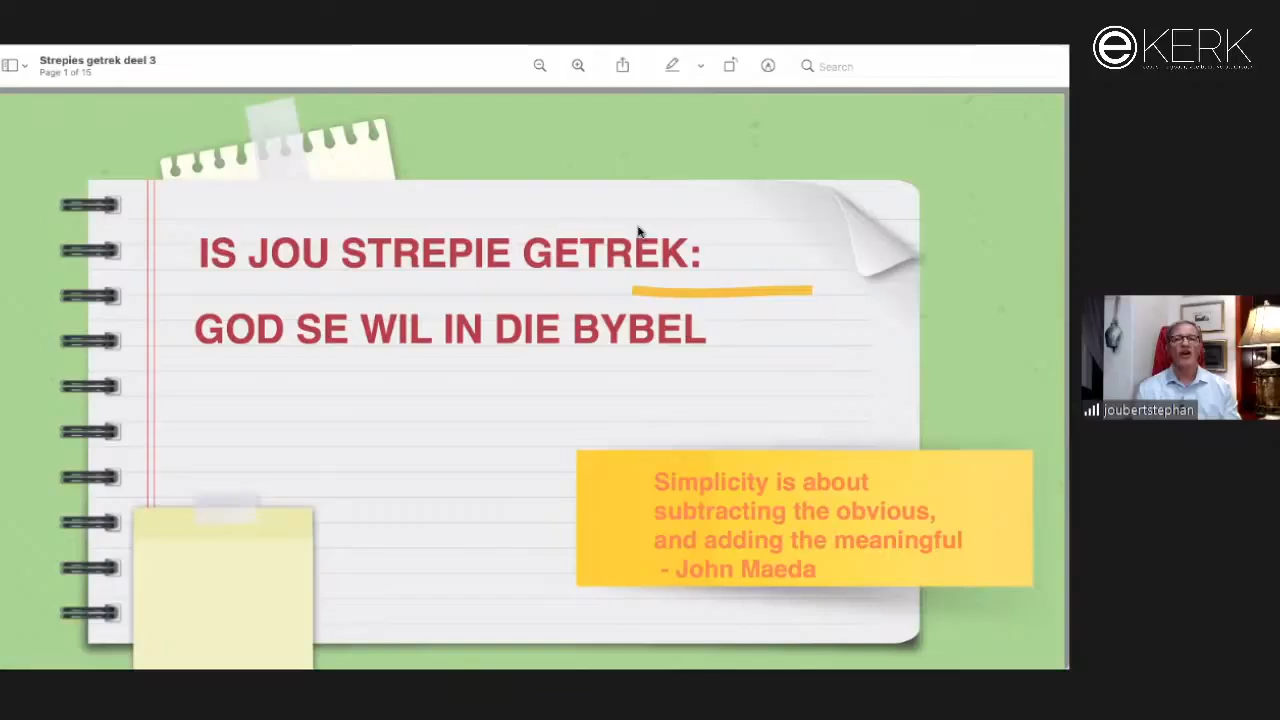 Strepies getrek deel 3
Page 1 of 15
Search
eKERK
IS JOU STREPIE GETREK:
GOD SE WIL IN DIE BYBEL
Simplicity is about
subtracting the obvious,
and adding the meaningful
- John Maeda
joubertstephan